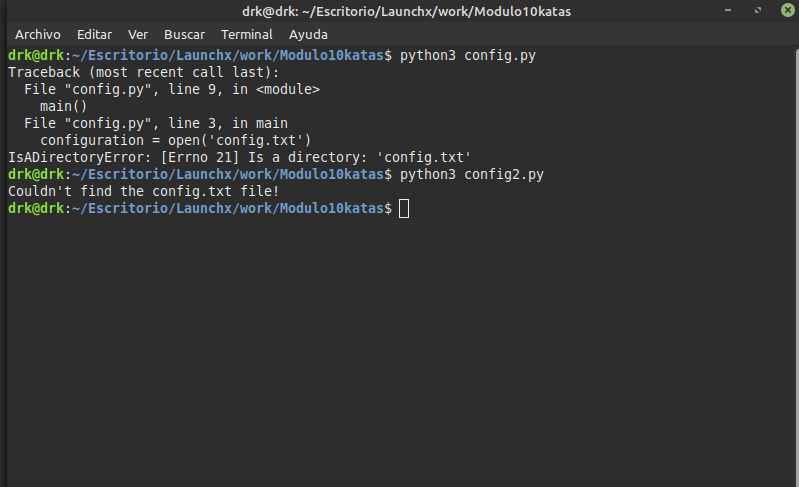 drk@drk: ~/Escritorio/Launchx/work/Modulo10katas
Archivo Editar Ver Buscar Terminal Ayuda
drk@drk:~/Escritorio/Launchx/work/Modulo10katas$ python3 config.py
Traceback (most recent call last):
  File "config.py", line 9, in <module>
    main()
  File "config.py", line 3, in main
    configuration = open('config.txt')
IsADirectoryError: [Errno 21] Is a directory: 'config.txt'
drk@drk:~/Escritorio/Launchx/work/Modulo10katas$ python3 config2.py
Couldn't find the config.txt file!
drk@drk:~/Escritorio/Launchx/work/Modulo10katas$